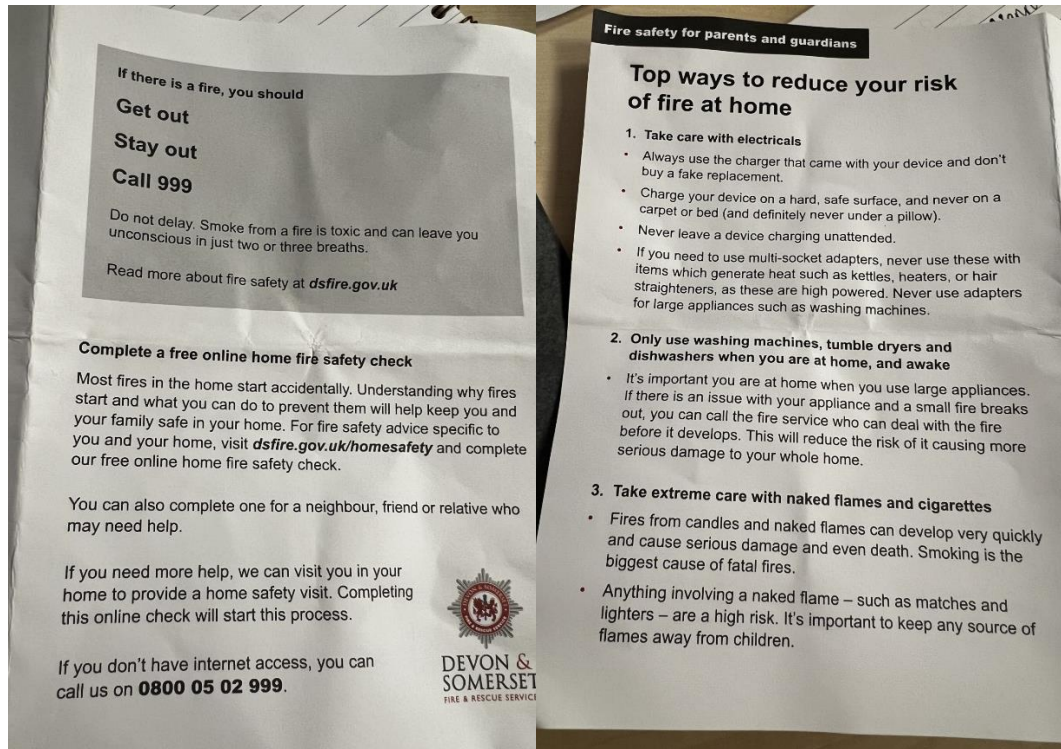 If there is a fire, you should
Get out
Stay out
Call 999
Do not delay. Smoke from a fire is toxic and can leave you
unconscious in just two or three breaths.
Read more about fire safety at dsfire.gov.uk
Complete a free online home fire safety check
Most fires in the home start accidentally. Understanding why fires
start and what you can do to prevent them will help keep you and
your family safe in your home. For fire safety advice specific to
you and your home, visit dsfire.gov.uk/homesafety and complete
our free online home fire safety check.
You can also complete one for a neighbour, friend or relative who
may need help.
If you need more help, we can visit you in your
home to provide a home safety visit. Completing
this online check will start this process.
If you don't have internet access, you can
call us on 0800 05 02 999.
DEVON &
SOMERSET
FIRE & RESCUE SERVICE
Fire safety for parents and guardians
Top ways to reduce your risk
of fire at home
1. Take care with electricals
• Always use the charger that came with your device and don't
buy a fake replacement.
• Charge your device on a hard, safe surface, and never on a
carpet or bed (and definitely never under a pillow).
• Never leave a device charging unattended.
• If you need to use multi-socket adapters, never use these with
items which generate heat such as kettles, heaters, or hair
straighteners, as these are high powered. Never use adapters
for large appliances such as washing machines.
2. Only use washing machines, tumble dryers and
dishwashers when you are at home, and awake
• It's important you are at home when you use large appliances.
If there is an issue with your appliance and a small fire breaks
out, you can call the fire service who can deal with the fire
before it develops. This will reduce the risk of it causing more
serious damage to your whole home.
3. Take extreme care with naked flames and cigarettes
• Fires from candles and naked flames can develop very quickly
and cause serious damage and even death. Smoking is the
biggest cause of fatal fires.
• Anything involving a naked flame – such as matches and
lighters – are a high risk. It's important to keep any source of
flames away from children.